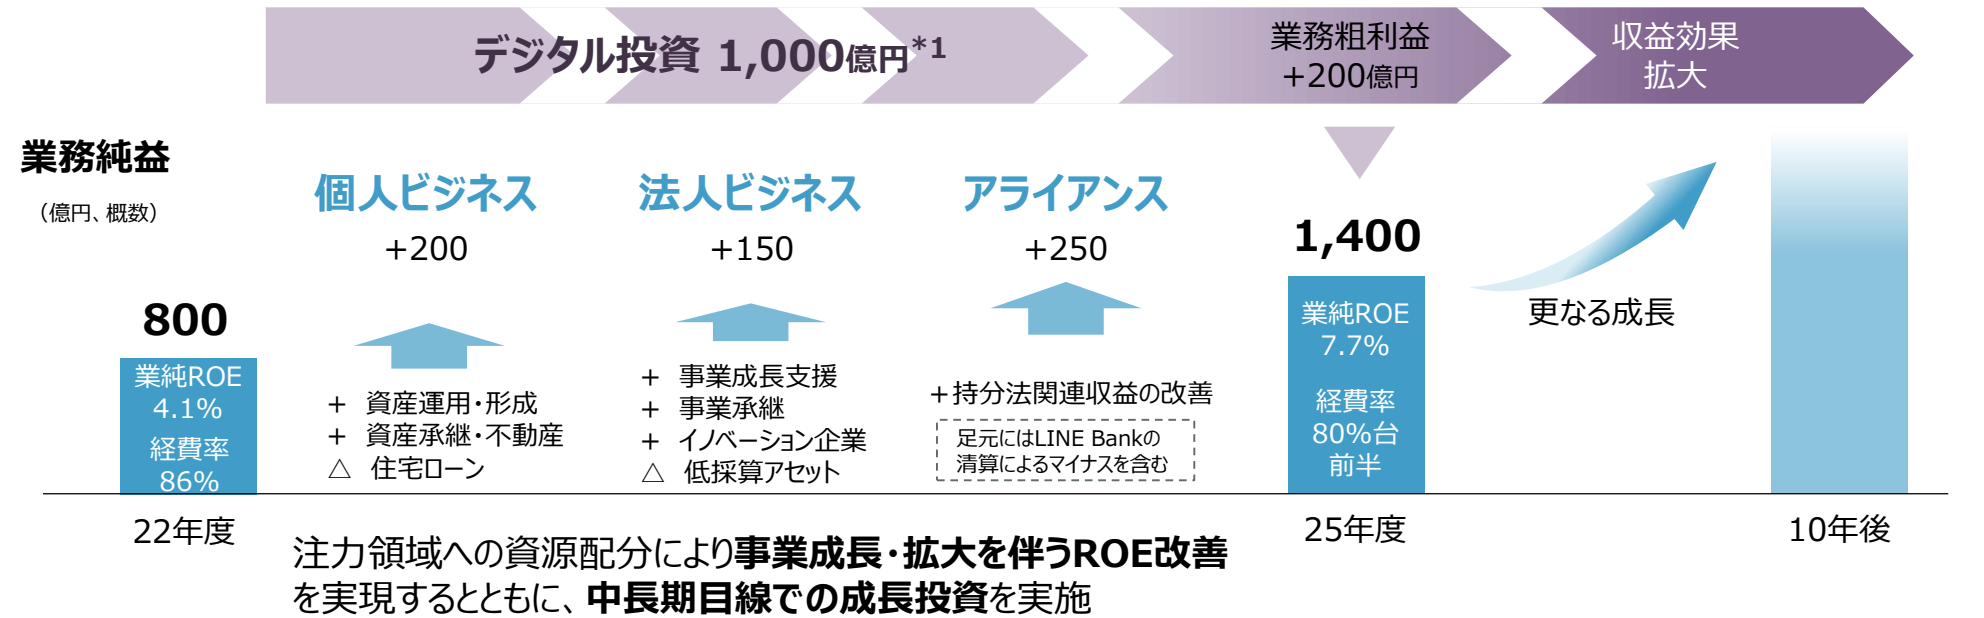 デジタル投資 1,000億円*1
業務粗利益
+200億円
収益効果
拡大
業務純益
（億円、概数）
個人ビジネス
+200
法人ビジネス
+150
アライアンス
+250
800
業純ROE
4.1%
経費率
86%
22年度
＋ 資産運用・形成
＋ 資産承継・不動産
△ 住宅ローン
＋ 事業成長支援
＋ 事業承継
＋ イノベーション企業
△ 低採算アセット
＋持分法関連収益の改善
足元にはLINE Bankの
清算によるマイナスを含む
1,400
業純ROE
7.7%
経費率
80%台
前半
25年度
更なる成長
10年後
注力領域への資源配分により事業成長・拡大を伴うROE改善
を実現するとともに、中長期目線での成長投資を実施